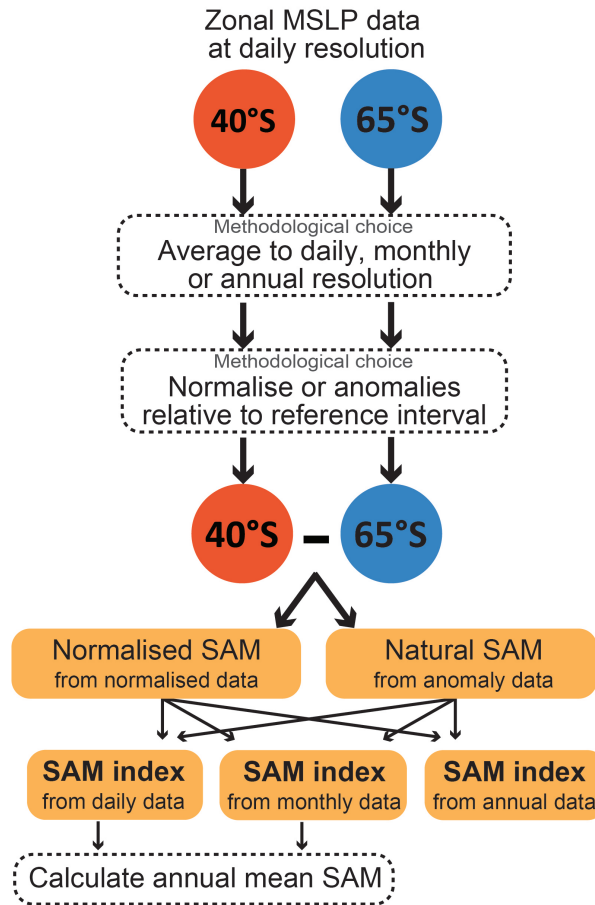 Zonal MSLP data
at daily resolution
40°S
65°S
Methodological choice
Average to daily, monthly
or annual resolution
Methodological choice
Normalise or anomalies
relative to reference interval
40°S – 65°S
Normalised SAM
from normalised data
Natural SAM
from anomaly data
SAM index
from daily data
SAM index
from monthly data
SAM index
from annual data
Calculate annual mean SAM